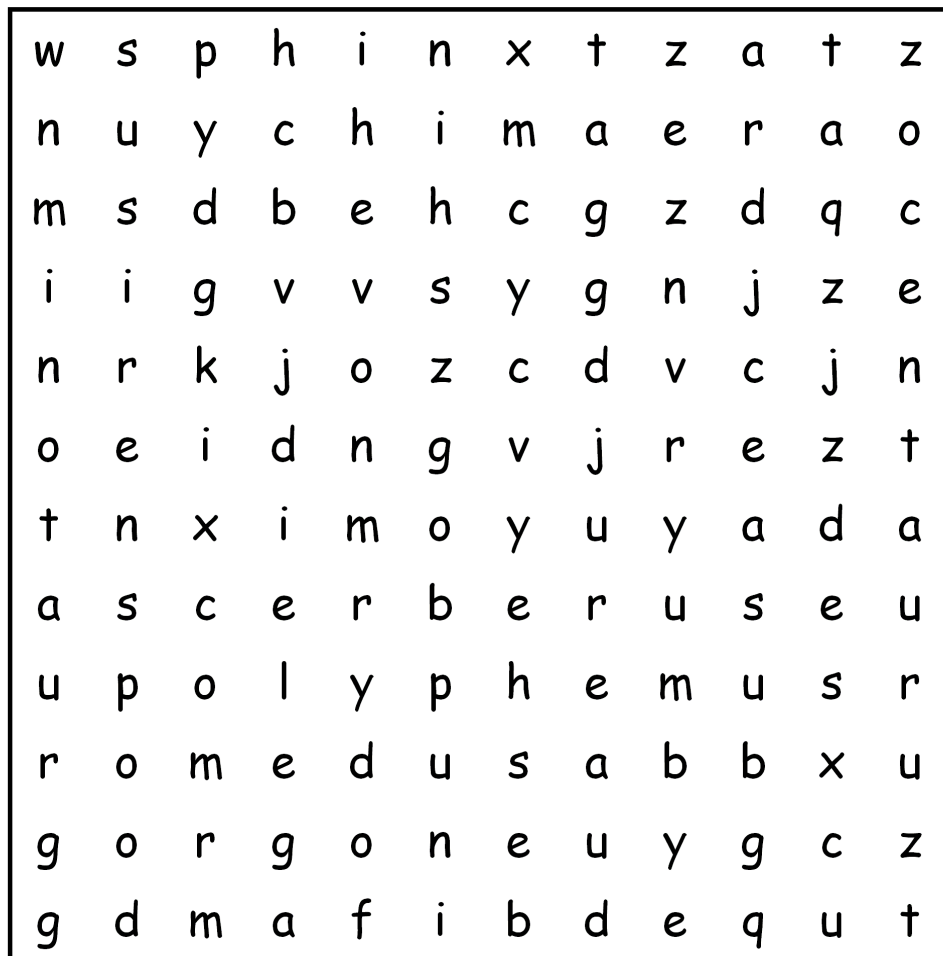 w s p h i n x t z a t z
n u y c h i m a e r a o
m s d b e h c g z d q c
i i g v v s y g n j z e
n r k j o z c d v c j n
o e i d n g v j r e z t
t n x i m o y u y a d a
a s c e r b e r u s e u
u p o l y p h e m u s r
r o m e d u s a b b x u
g o r g o n e u y g c z
g d m a f i b d e q u t